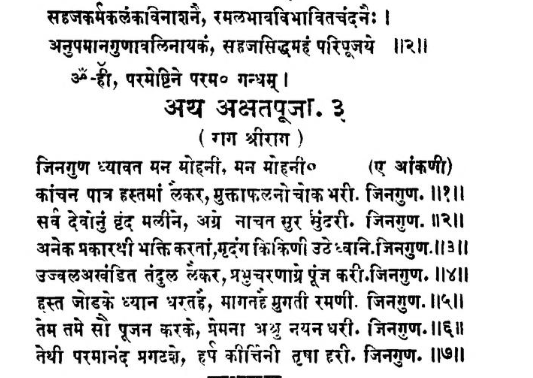 सहजकर्मकलंकविनाशनै, रमलभावविभावितचंदनैः ।
अनुपमानगुणावलिनायकं, सहजसिद्धमहं परिपूजये ॥२॥
ॐ-ह्रीं, परमेष्टिने परम० गन्धम् ।
अथ अक्षतपूजा. ३
( राग श्रीराग )
जिनगुण ध्यावत मन मोहनी, मन मोहनी० (ए आंकणी)
कांचन पात्र हस्तमां लैकर, मुक्ताफलनो चोक भरी. जिनगुण. ॥१॥
सर्व देवोनुं वृंद मलीने, अग्रे नाचत सुर सुंदरी. जिनगुण. ॥२॥
अनेक प्रकारथी भक्ति करतां, मृदंग किंकिणी उठे ध्वनि. जिनगुण. ॥३॥
उज्वलअखंडित तंदुल लैकर, प्रभुचरणाग्रे पूंज करी. जिनगुण. ॥४॥
हस्त जोडके ध्यान धरतहै, मागतहै मुगती रमणी. जिनगुण. ॥५॥
तेम तमे सौ पूजन करके, प्रेमना अश्रु नयन धरी. जिनगुण. ॥६॥
तेथी परमानंद प्रगटशे, हर्ष कीर्त्तिनी तृषा हरी. जिनगुण. ॥७॥